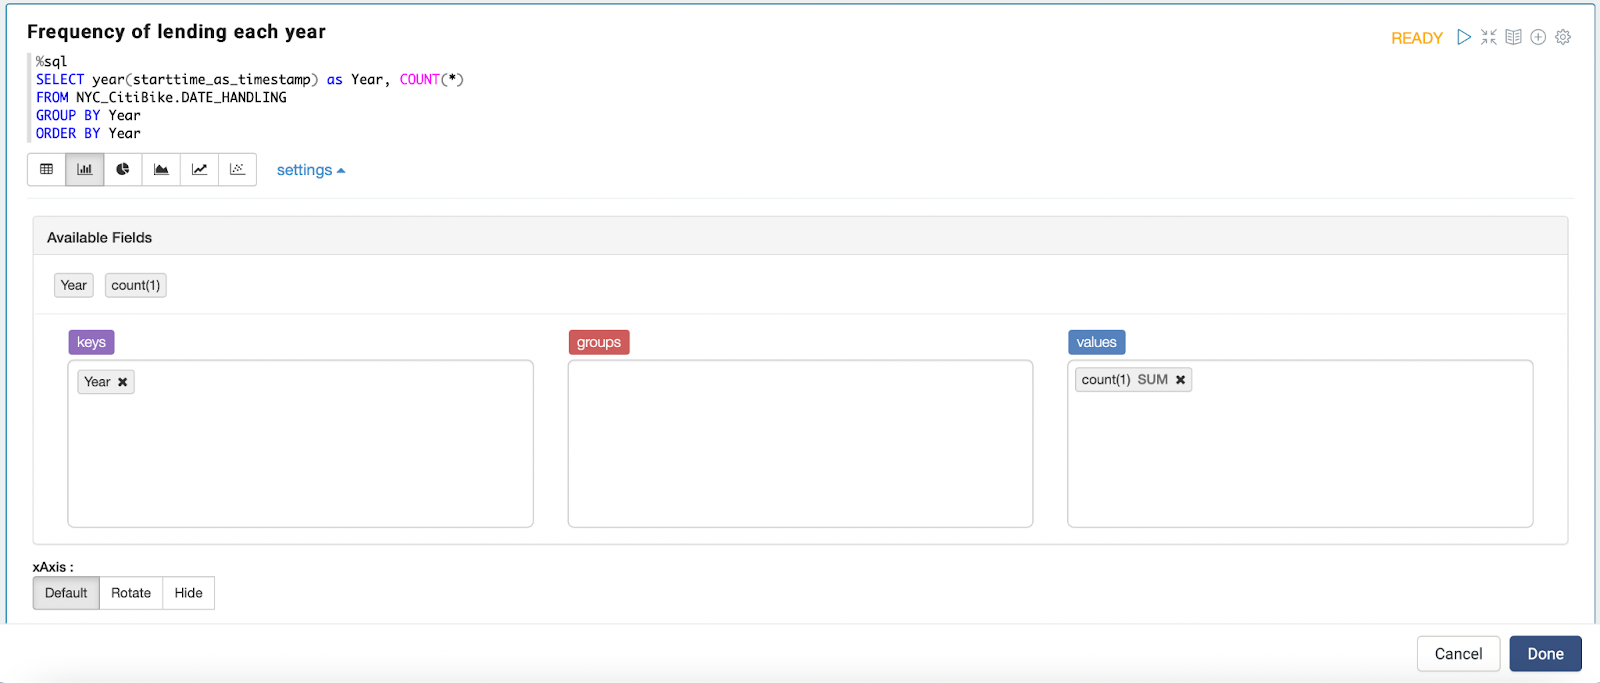 Frequency of lending each year
READY
%sql
SELECT year(starttime_as_timestamp) as Year, COUNT(*)
FROM NYC_CitiBike.DATE_HANDLING
GROUP BY Year
ORDER BY Year
settings
Available Fields
Year count(1)
keys groups values
Year ✖ count(1) SUM ✖
xAxis :
Default Rotate Hide
Cancel Done